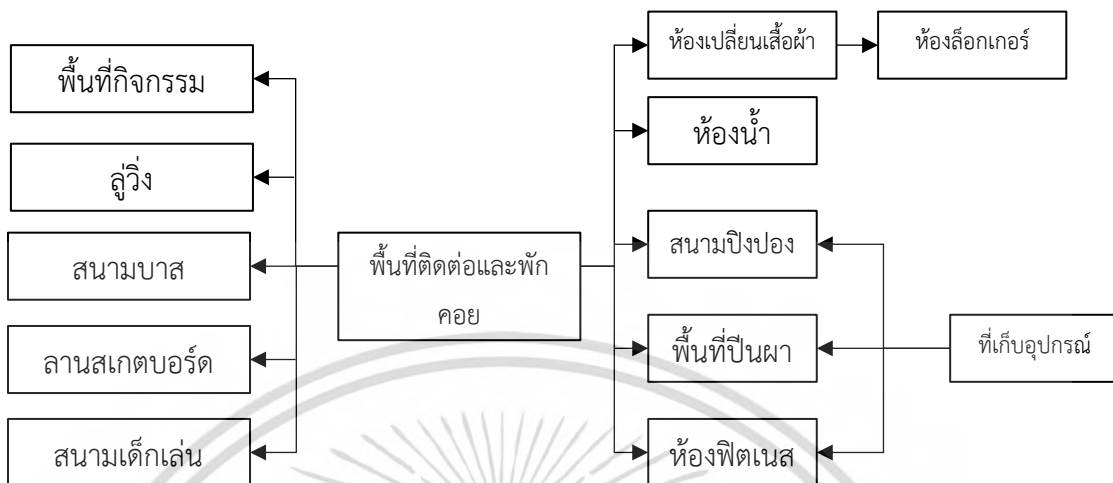 พื้นที่กิจกรรม
ลู่วิ่ง
สนามบาส
ลานสเกตบอร์ด
สนามเด็กเล่น
พื้นที่ติดต่อและพัก
คอย
ห้องเปลี่ยนเสื้อผ้า
ห้องล็อกเกอร์
ห้องน้ำ
สนามปิงปอง
พื้นที่ปีนผา
ห้องฟิตเนส
ที่เก็บอุปกรณ์